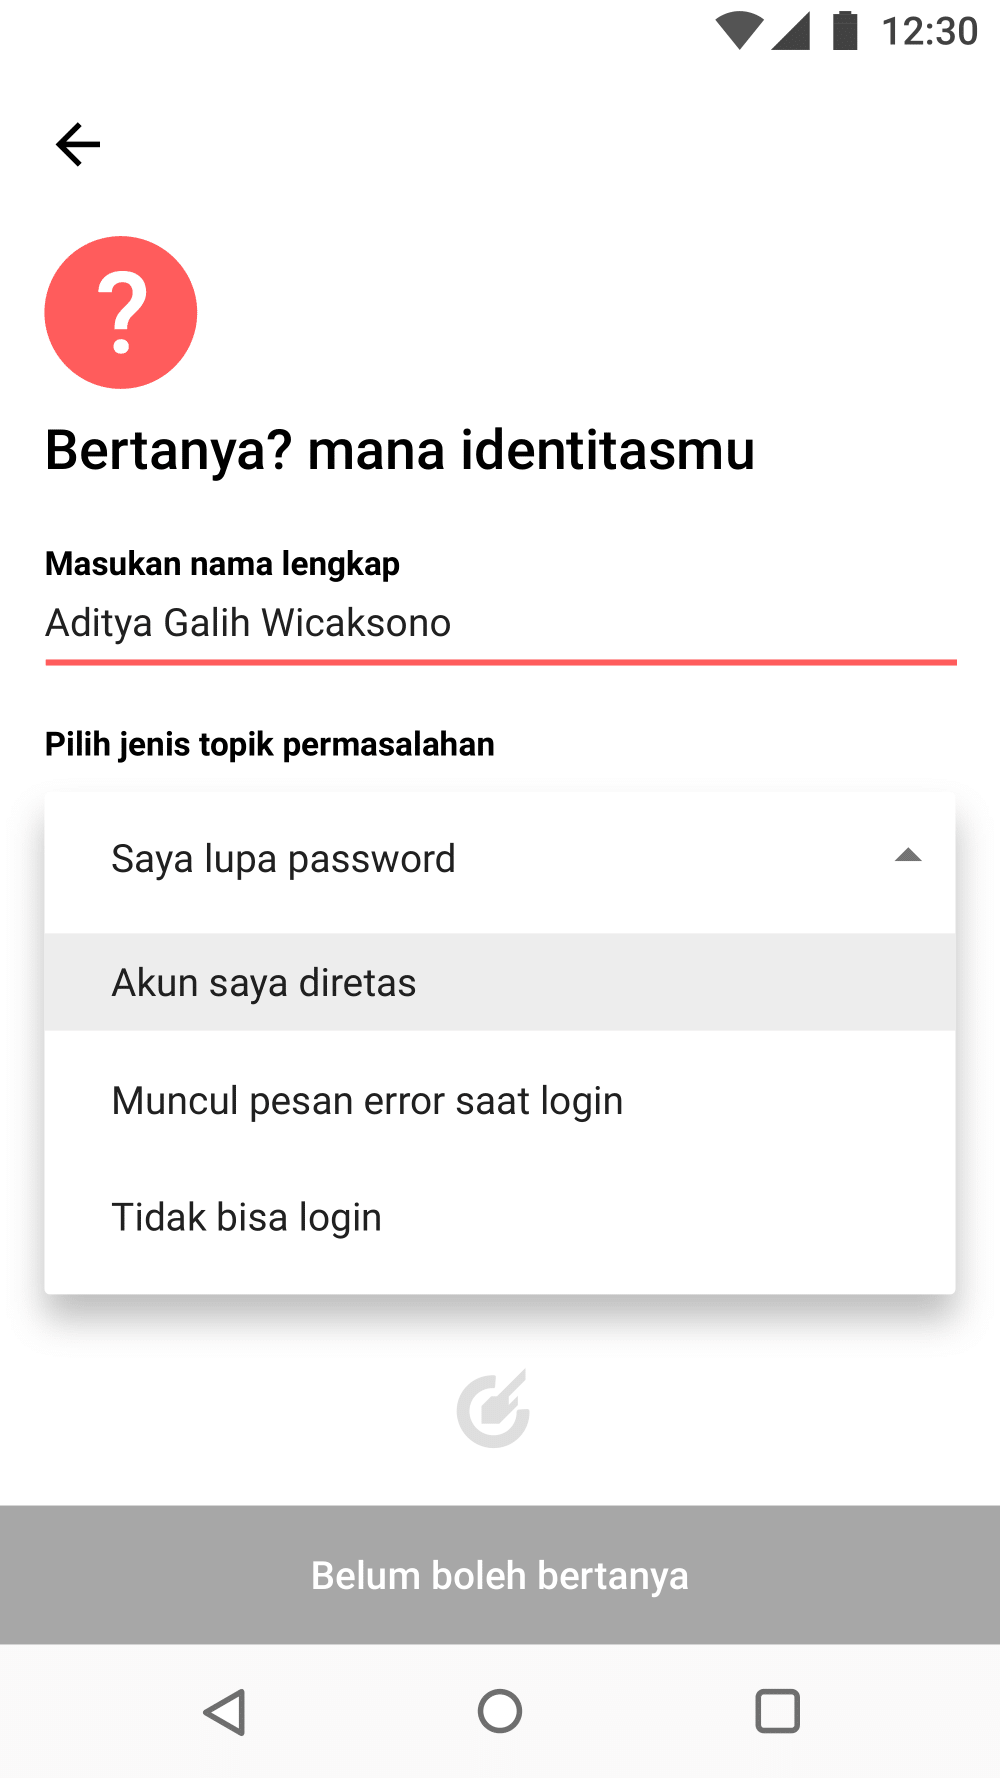 12:30
?
Bertanya? mana identitasmu
Masukan nama lengkap
Aditya Galih Wicaksono
Pilih jenis topik permasalahan
Saya lupa password
Akun saya diretas
Muncul pesan error saat login
Tidak bisa login
Belum boleh bertanya